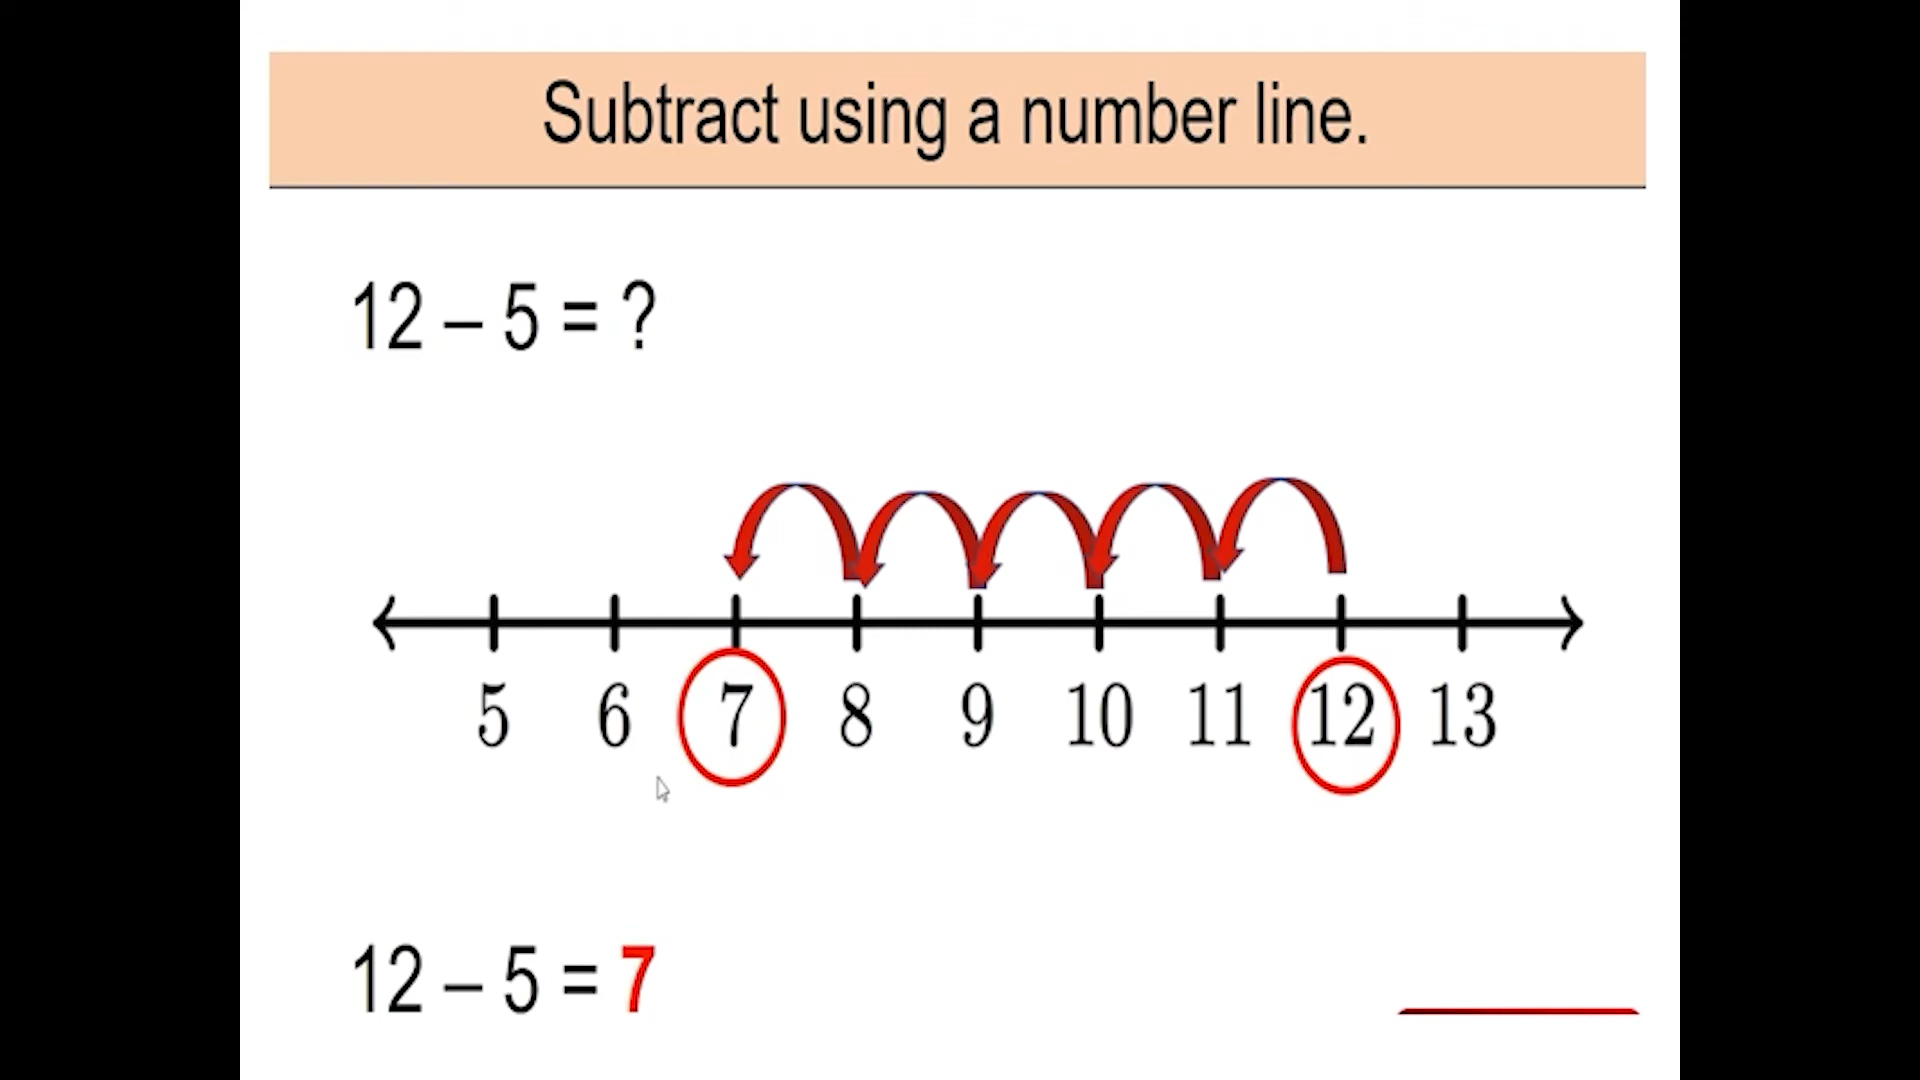 Subtract using a number line.
12 – 5 = ?
5 6 7 8 9 10 11 12 13
12 – 5 = 7